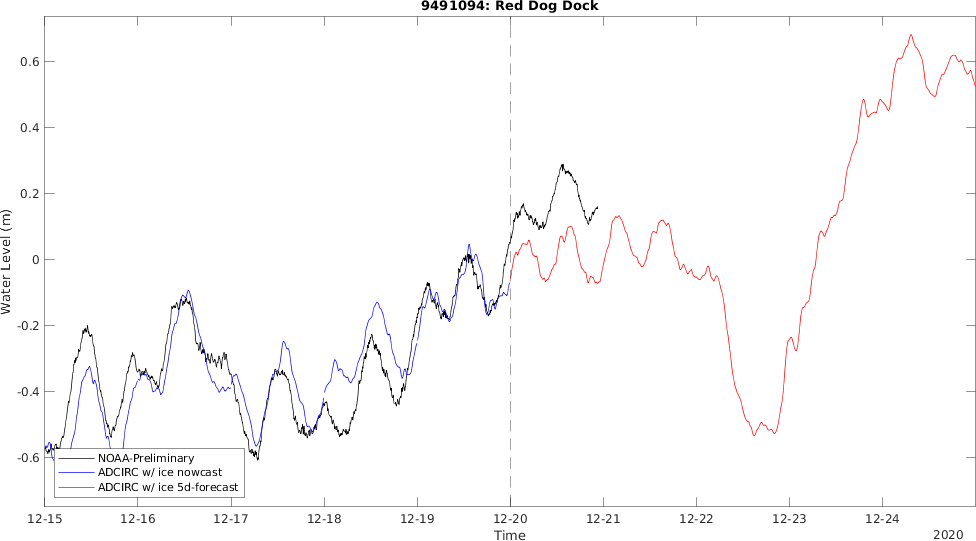 9491094: Red Dog Dock
Water Level (m)
0.6
0.4
0.2
0
-0.2
-0.4
-0.6
NOAA-Preliminary
ADCIRC w/ ice nowcast
ADCIRC w/ ice 5d-forecast
12-15 12-16 12-17 12-18 12-19 12-20 12-21 12-22 12-23 12-24
Time
2020